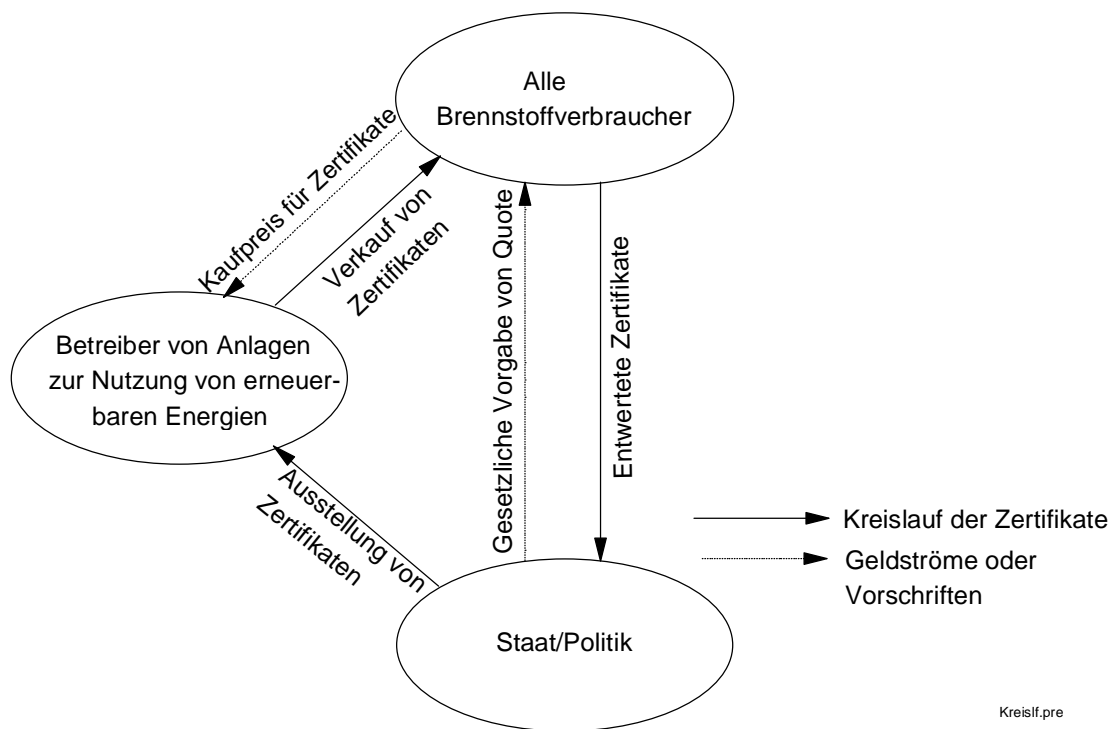 Alle
Brennstoffverbraucher
Kaufpreis für Zertifikate
Verkauf von
Zertifikaten
Gesetzliche Vorgabe von Quote
Entwertete Zertifikate
Betreiber von Anlagen
zur Nutzung von erneuer-
baren Energien
Ausstellung von
Zertifikaten
Kreislauf der Zertifikate
Geldströme oder
Vorschriften
Staat/Politik
Kreislf.pre